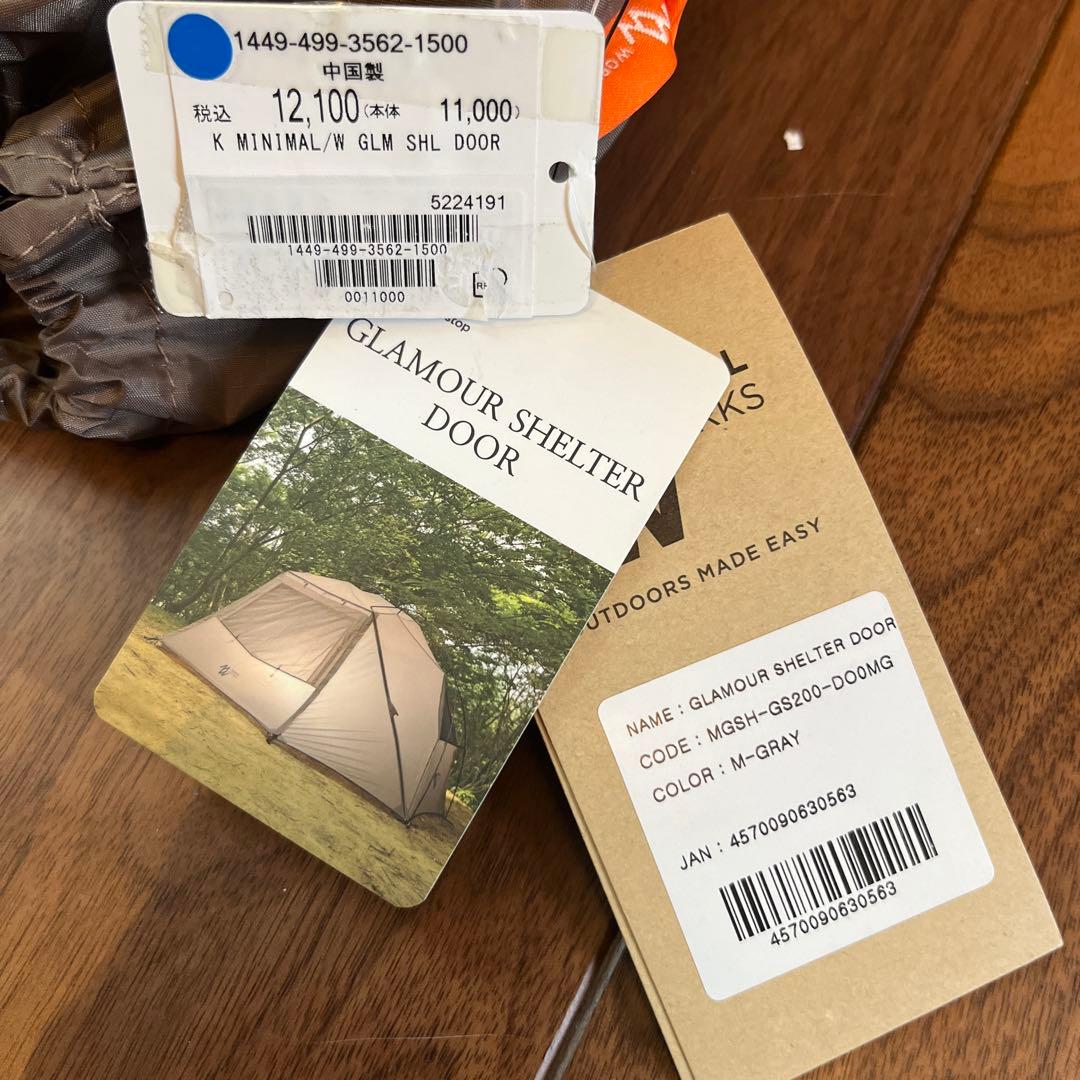 1449-499-3562-1500
中国製
税込 12,100(本体 11,000)
K MINIMAL/W GLM SHL DOOR
5224191
1449-499-3562-1500
0011000
GLAMOUR SHELTER
DOOR
UTDOORS MADE EASY
NAME : GLAMOUR SHELTER DOOR
CODE : MGSH-GS200-DO0MG
COLOR : M-GRAY
JAN : 4570090630563
4570090630563